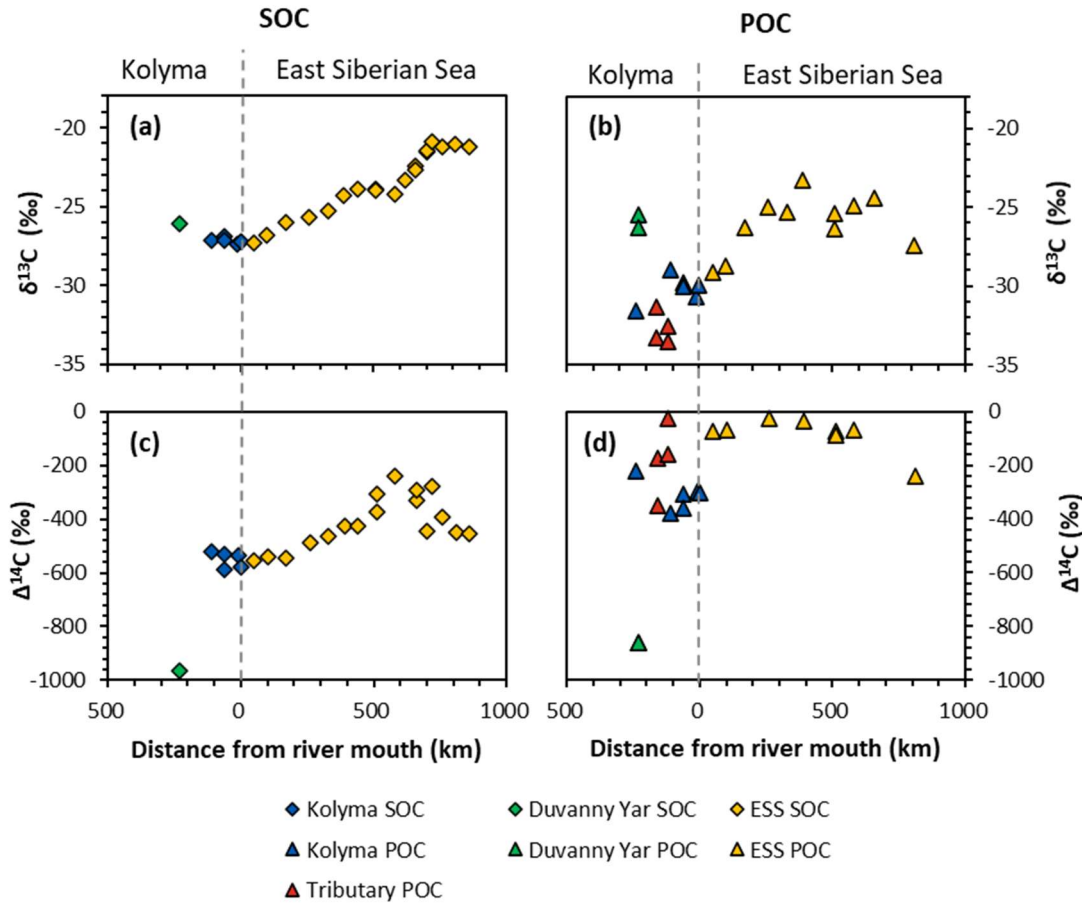 SOC
POC
Kolyma
East Siberian Sea
Kolyma
East Siberian Sea
(a)
(b)
-20
-25
-30
-35
δ¹³C (‰)
-20
-25
-30
-35
δ¹³C (‰)
(c)
(d)
0
-200
-400
-600
-800
-1000
Δ¹⁴C (‰)
0
-200
-400
-600
-800
-1000
Δ¹⁴C (‰)
500 0 500 1000
500 0 500 1000
Distance from river mouth (km)
Distance from river mouth (km)
Kolyma SOC
Duvanny Yar SOC
ESS SOC
Kolyma POC
Duvanny Yar POC
ESS POC
Tributary POC